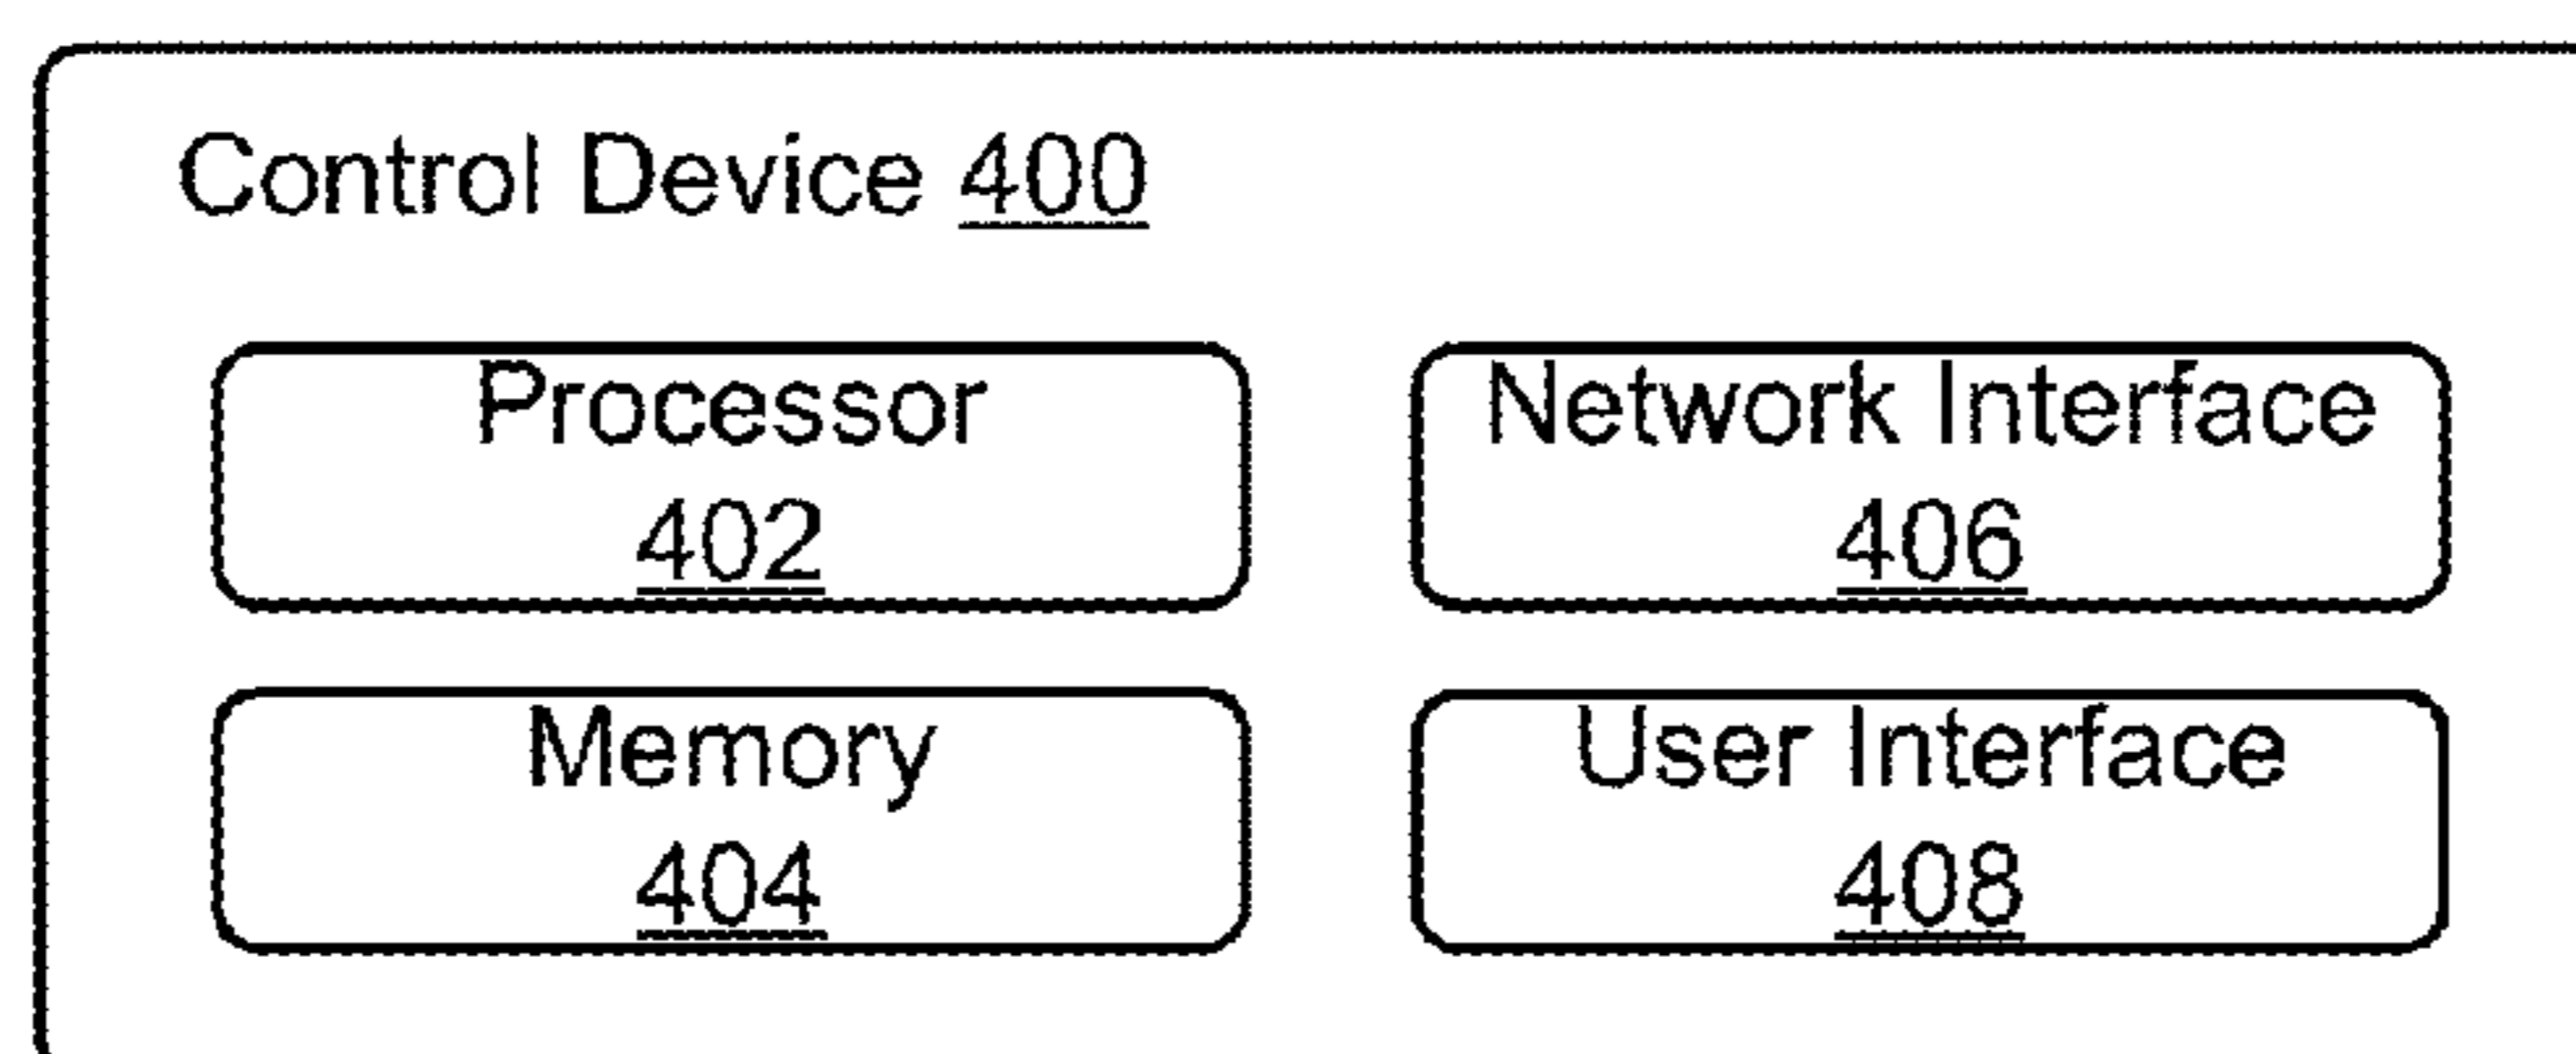 Control Device 400
Processor
402
Network Interface
406
Memory
404
User Interface
408